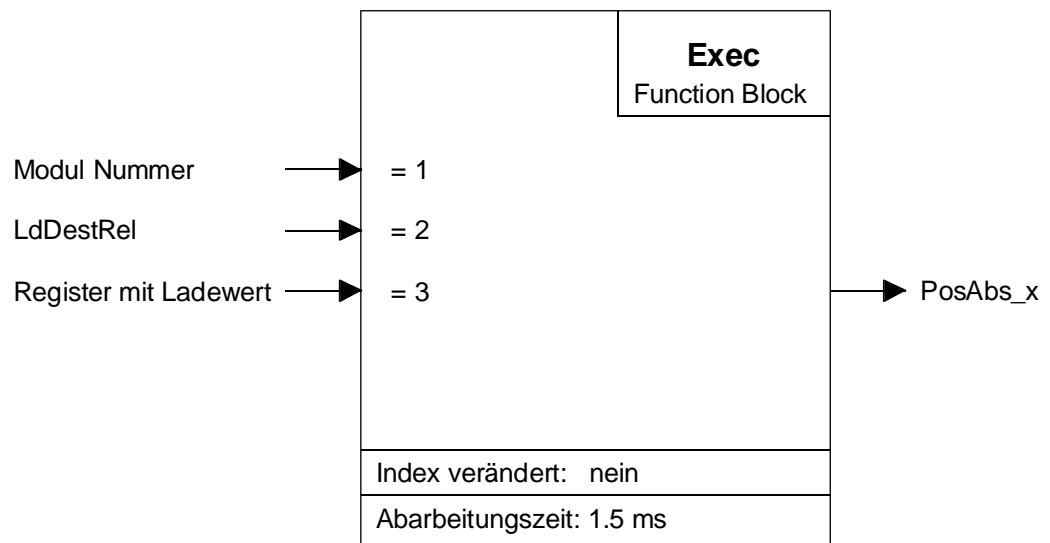 Exec
Function Block
Modul Nummer = 1
LdDestRel = 2
Register mit Ladewert = 3 PosAbs_x
Index verändert: nein
Abarbeitungszeit: 1.5 ms